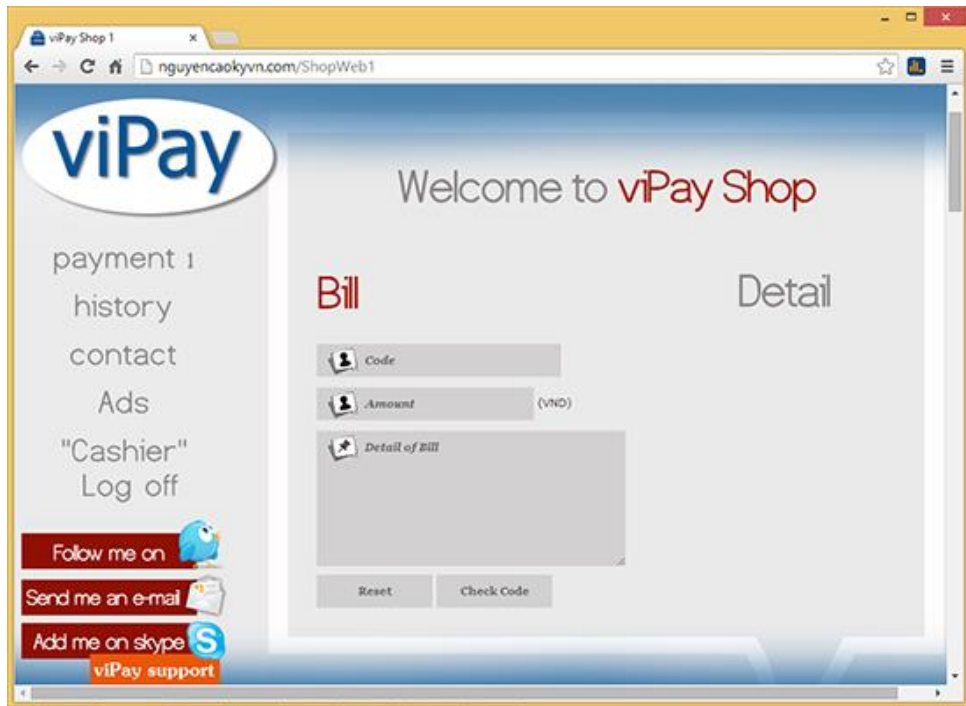 viPay Shop 1
nguyencaokyvn.com/ShopWeb1
viPay
Welcome to viPay Shop
payment 1
history
contact
Ads
"Cashier"
Log off
Follow me on
Send me an e-mail
Add me on skype
viPay support
Bill
Detail
Code
Amount
(VND)
Detail of Bill
Reset
Check Code